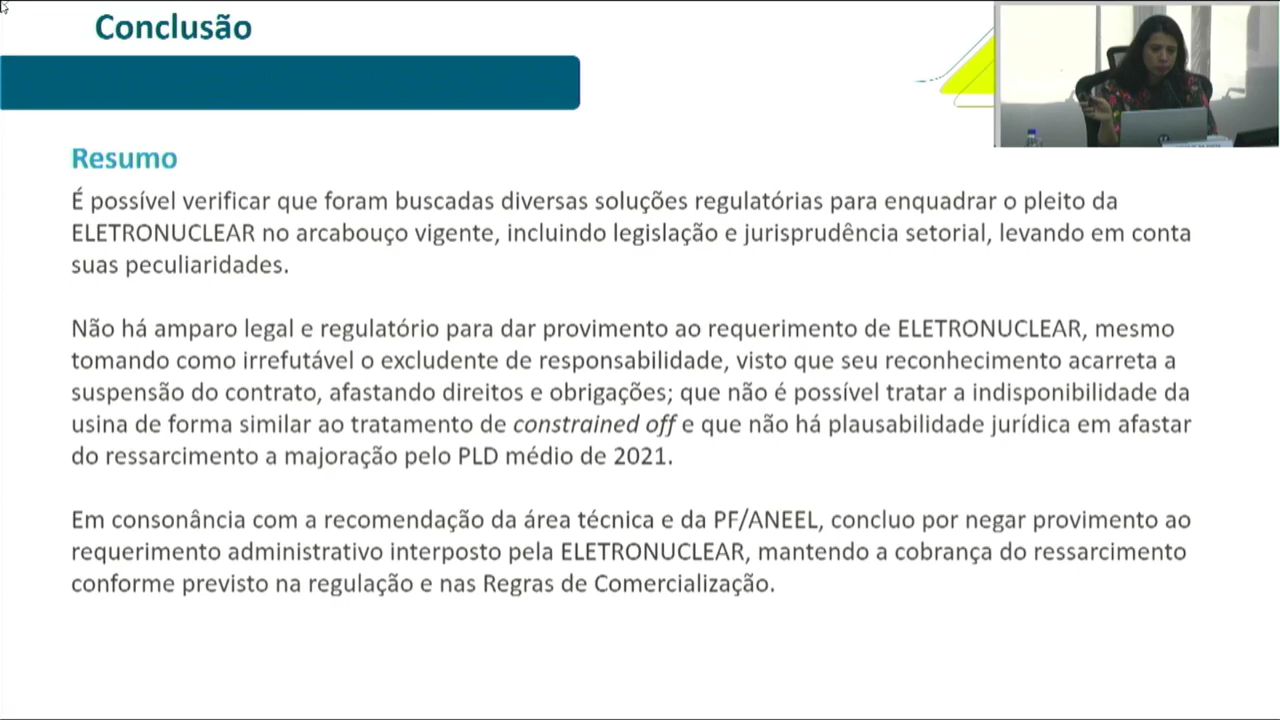 Conclusão
Resumo
É possível verificar que foram buscadas diversas soluções regulatórias para enquadrar o pleito da
ELETRONUCLEAR no arcabouço vigente, incluindo legislação e jurisprudência setorial, levando em conta
suas peculiaridades.
Não há amparo legal e regulatório para dar provimento ao requerimento de ELETRONUCLEAR, mesmo
tomando como irrefutável o excludente de responsabilidade, visto que seu reconhecimento acarreta a
suspensão do contrato, afastando direitos e obrigações; que não é possível tratar a indisponibilidade da
usina de forma similar ao tratamento de constrained off e que não há plausabilidade jurídica em afastar
do ressarcimento a majoração pelo PLD médio de 2021.
Em consonância com a recomendação da área técnica e da PF/ANEEL, concluo por negar provimento ao
requerimento administrativo interposto pela ELETRONUCLEAR, mantendo a cobrança do ressarcimento
conforme previsto na regulação e nas Regras de Comercialização.